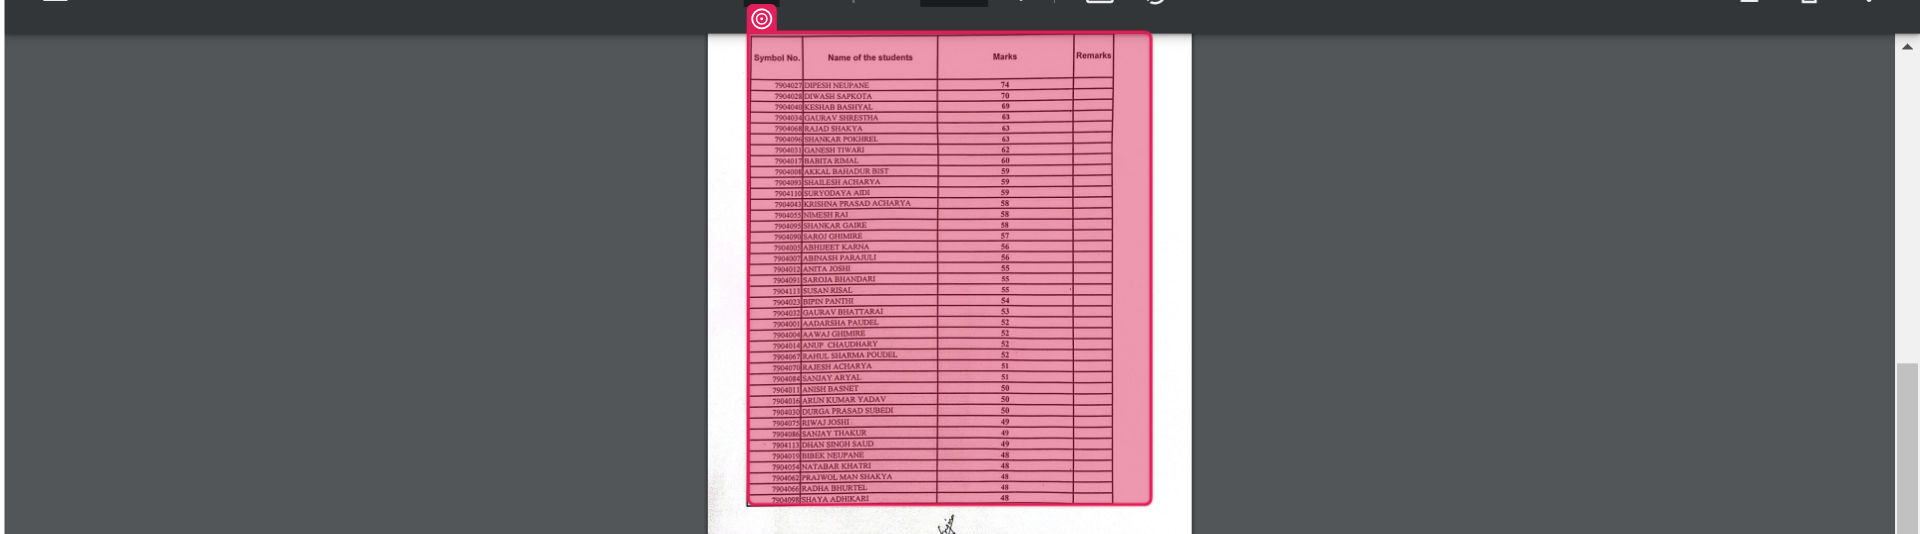 Symbol No. Name of the students Marks Remarks
7904027 DIPESH NEUPANE 74
7904028 DIWASH SAPKOTA 70
7904040 KESHAB BASHYAL 69
7904034 GAURAV SHRESTHA 63
7904068 RAJAD SHAKYA 63
7904096 SHANKAR POKHREL 63
7904031 GANESH TIWARI 62
7904017 BABITA RIMAL 60
7904008 AKKAL BAHADUR BIST 59
7904093 SHAILESH ACHARYA 59
7904110 SURYODAYA AIDI 59
7904043 KRISHNA PRASAD ACHARYA 58
7904055 NIMESH RAI 58
7904095 SHANKAR GAIRE 58
7904090 SAROJ GHIMIRE 57
7904005 ABHIJEET KARNA 56
7904007 ABINASH PARAJULI 56
7904012 ANITA JOSHI 55
7904091 SAROJA BHANDARI 55
7904111 SUSAN RISAL 55
7904023 BIPIN PANTHI 54
7904032 GAURAV BHATTARAI 53
7904001 AADARSHA PAUDEL 52
7904004 AAWAJ GHIMIRE 52
7904014 ANUP CHAUDHARY 52
7904067 RAHUL SHARMA POUDEL 52
7904070 RAJESH ACHARYA 51
7904084 SANJAY ARYAL 51
7904011 ANISH BASNET 50
7904016 ARUN KUMAR YADAV 50
7904030 DURGA PRASAD SUBEDI 50
7904075 RIWAJ JOSHI 49
7904086 SANJAY THAKUR 49
7904113 DHAN SINGH SAUD 49
7904019 BIBEK NEUPANE 48
7904054 NATABAR KHATRI 48
7904062 PRAJWOL MAN SHAKYA 48
7904066 RADHA BHURTEL 48
7904098 SHAYA ADHIKARI 48